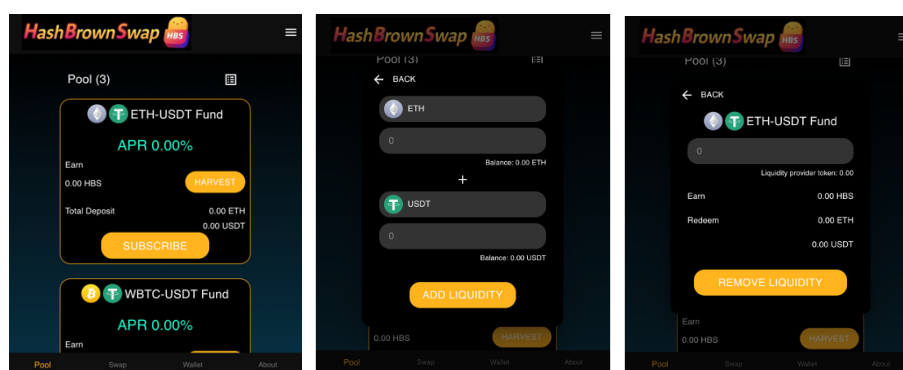 HashBrownSwap HBS
Pool (3)
ETH-USDT Fund
APR 0.00%
Earn
0.00 HBS
HARVEST
Total Deposit
0.00 ETH
0.00 USDT
SUBSCRIBE
WBTC-USDT Fund
APR 0.00%
Earn
Pool Swap Wallet About
HashBrownSwap HBS
Pool (3)
BACK
ETH
0
Balance: 0.00 ETH
+
USDT
0
Balance: 0.00 USDT
ADD LIQUIDITY
0.00 HBS
HARVEST
Pool Swap Wallet About
HashBrownSwap HBS
Pool (3)
BACK
ETH-USDT Fund
0
Liquidity provider token: 0.00
Earn 0.00 HBS
Redeem 0.00 ETH
0.00 USDT
REMOVE LIQUIDITY
Earn
0.00 HBS
HARVEST
Pool Swap Wallet About